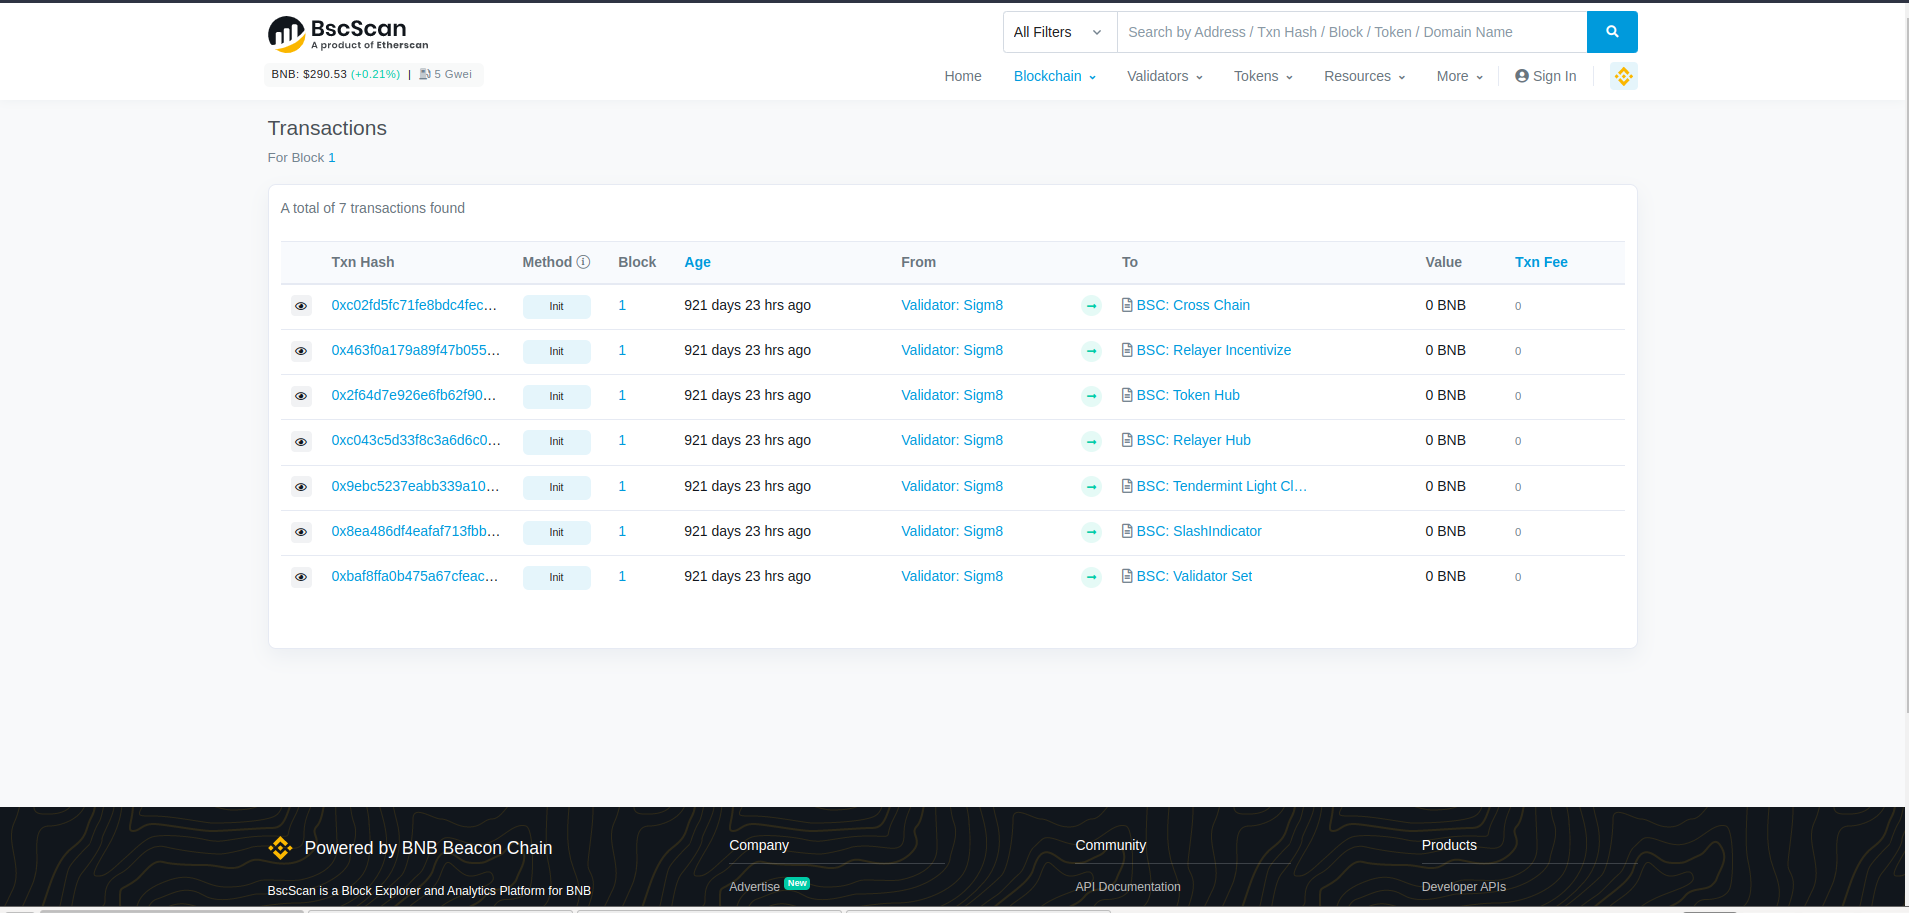 BscScan
A product of Etherscan
All Filters
Search by Address / Txn Hash / Block / Token / Domain Name
BNB: $290.53 (+0.21%) | 5 Gwei
Home Blockchain Validators Tokens Resources More Sign In
Transactions
For Block 1
A total of 7 transactions found
Txn Hash Method Block Age From To Value Txn Fee
0xc02fd5fc71fe8bdc4fec... Init 1 921 days 23 hrs ago Validator: Sigm8 BSC: Cross Chain 0 BNB 0
0x463f0a179a89f47b055... Init 1 921 days 23 hrs ago Validator: Sigm8 BSC: Relayer Incentivize 0 BNB 0
0x2f64d7e926e6fb62f90... Init 1 921 days 23 hrs ago Validator: Sigm8 BSC: Token Hub 0 BNB 0
0xc043c5d33f8c3a6d6c0... Init 1 921 days 23 hrs ago Validator: Sigm8 BSC: Relayer Hub 0 BNB 0
0x9ebc5237eabb339a10... Init 1 921 days 23 hrs ago Validator: Sigm8 BSC: Tendermint Light Cl... 0 BNB 0
0x8ea486df4eafaf713fbb... Init 1 921 days 23 hrs ago Validator: Sigm8 BSC: SlashIndicator 0 BNB 0
0xbaf8ffa0b475a67cfeac... Init 1 921 days 23 hrs ago Validator: Sigm8 BSC: Validator Set 0 BNB 0
Powered by BNB Beacon Chain
BscScan is a Block Explorer and Analytics Platform for BNB
Company
Advertise New
Community
API Documentation
Products
Developer APIs